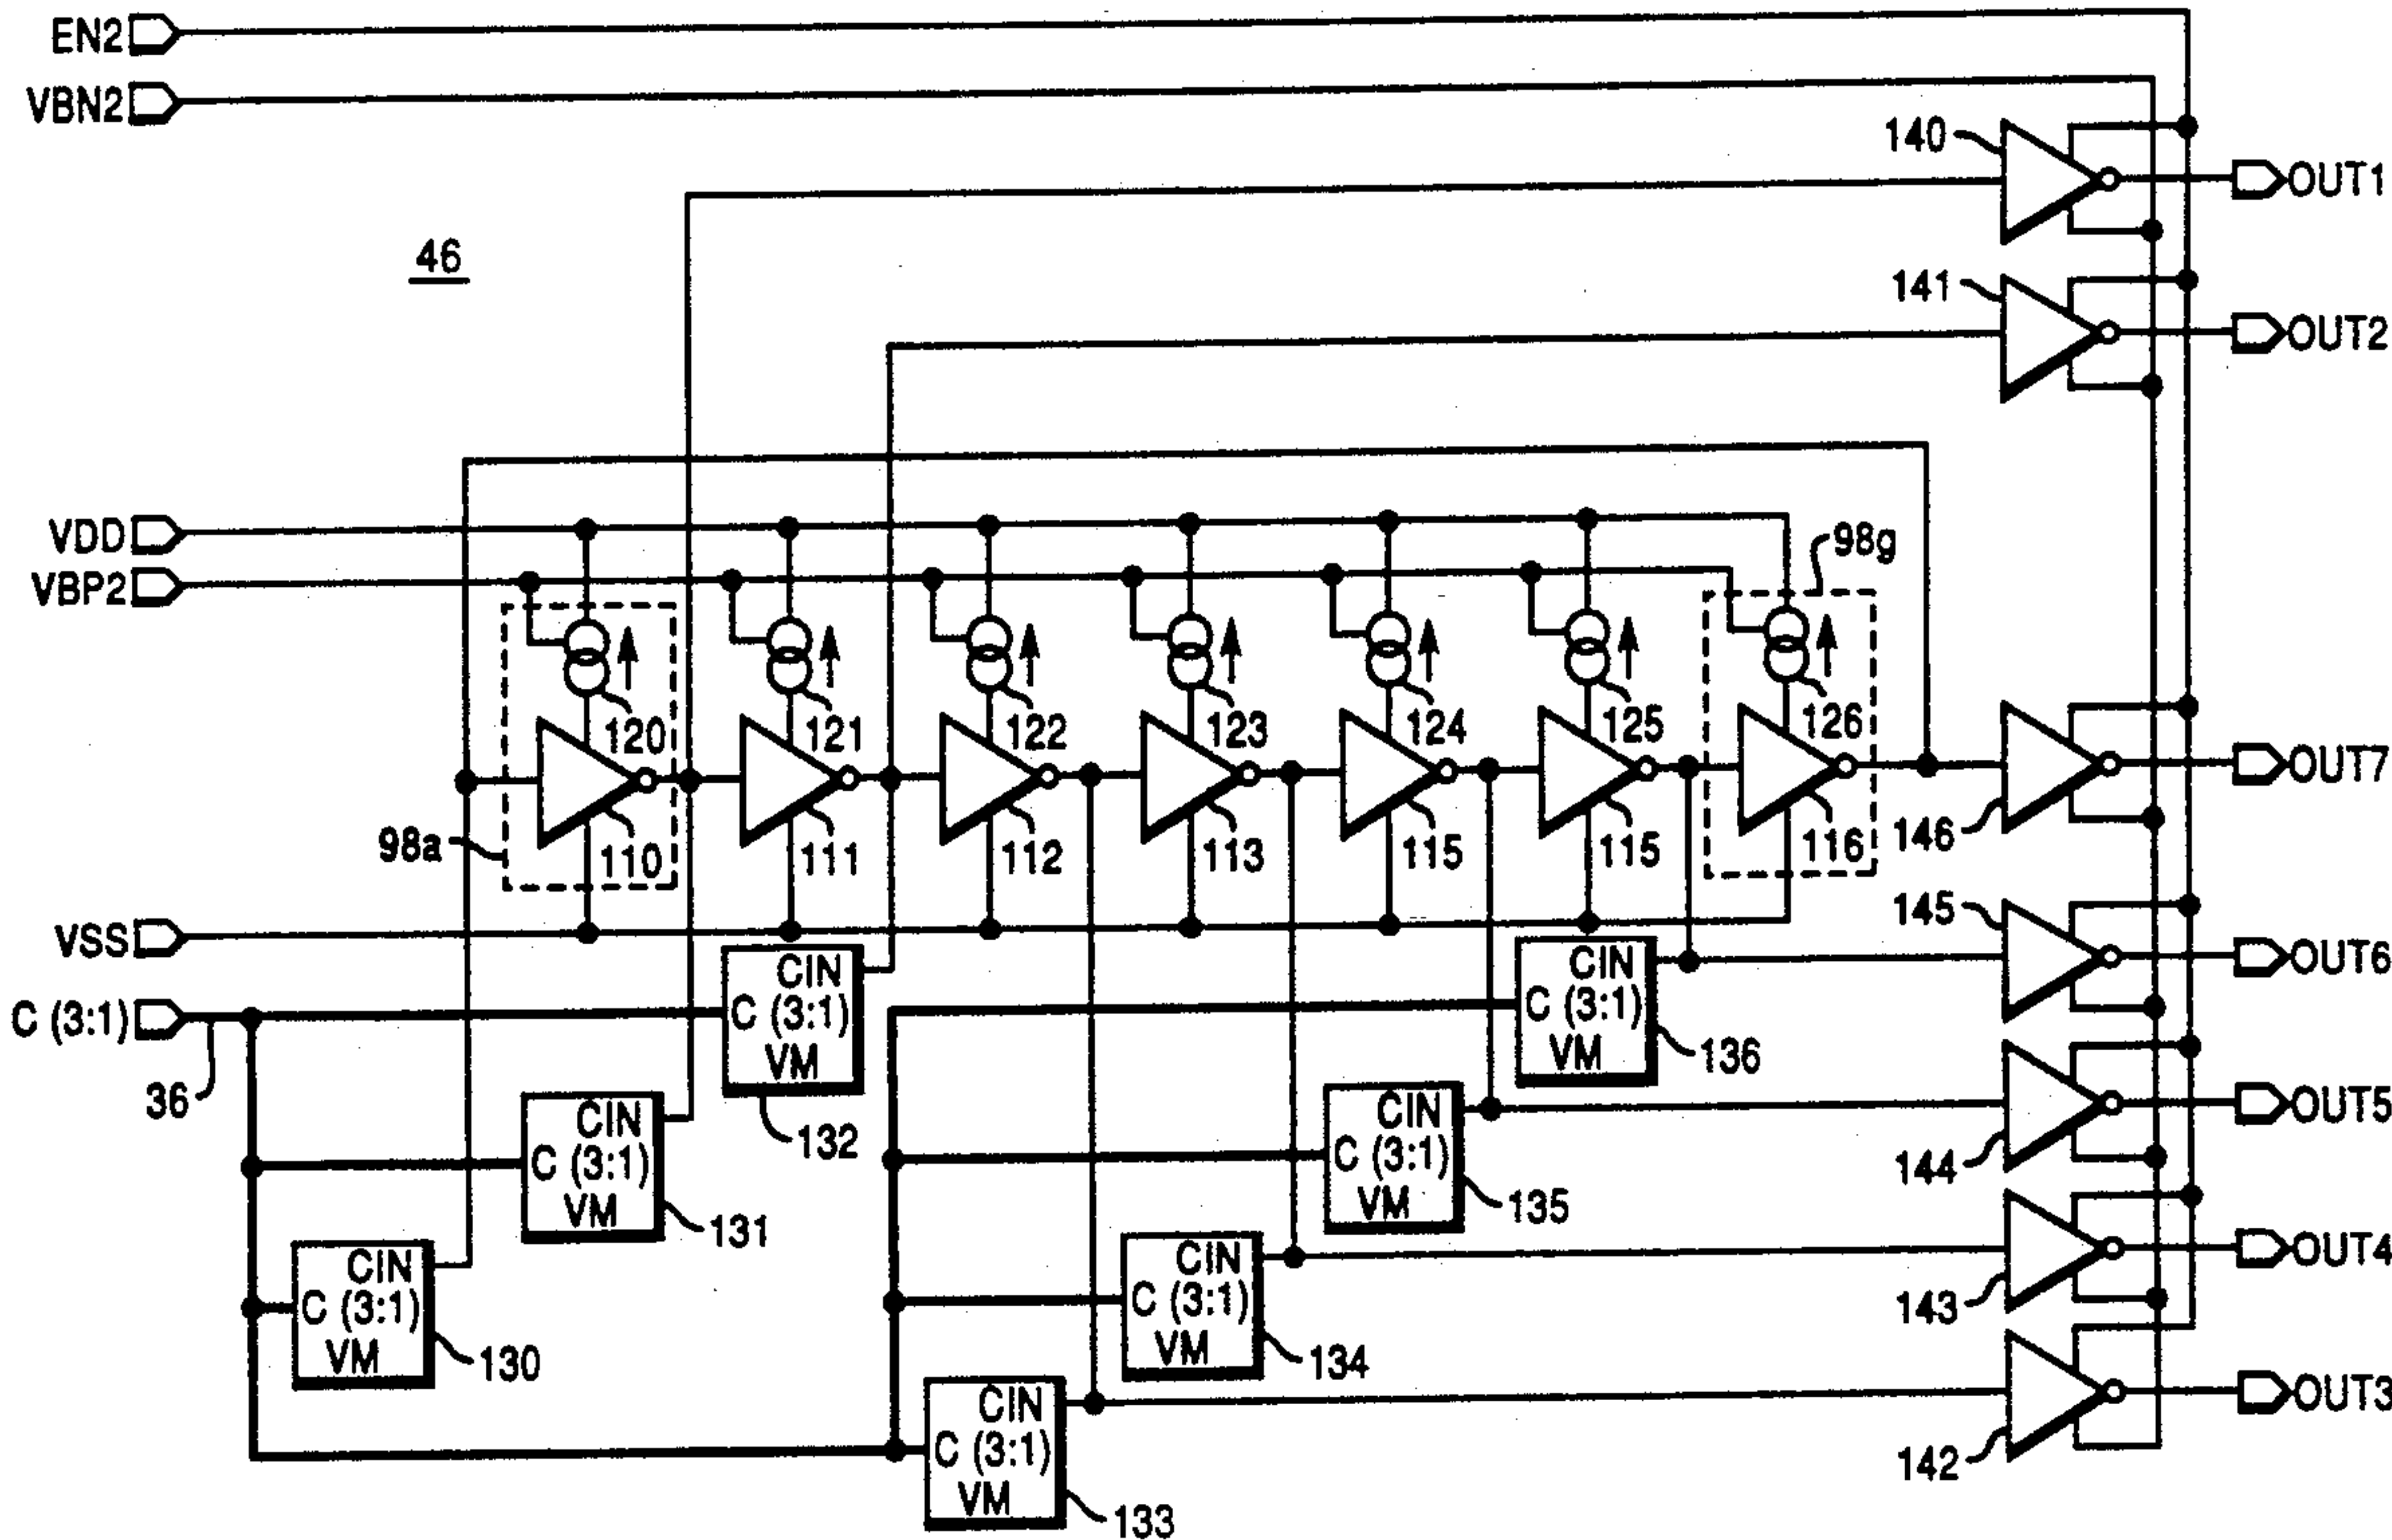 EN2
VBN2
140
OUT1
46
141
OUT2
VDD
98g
VBP2
120
121
122
123
124
125
126
OUT7
98a
110
111
112
113
115
115
116
146
VSS
145
CIN
C (3:1)
VM
132
CIN
C (3:1)
VM
136
OUT6
C (3:1)
36
CIN
C (3:1)
VM
131
CIN
C (3:1)
VM
135
144
OUT5
CIN
C (3:1)
VM
130
CIN
C (3:1)
VM
134
143
OUT4
CIN
C (3:1)
VM
133
142
OUT3